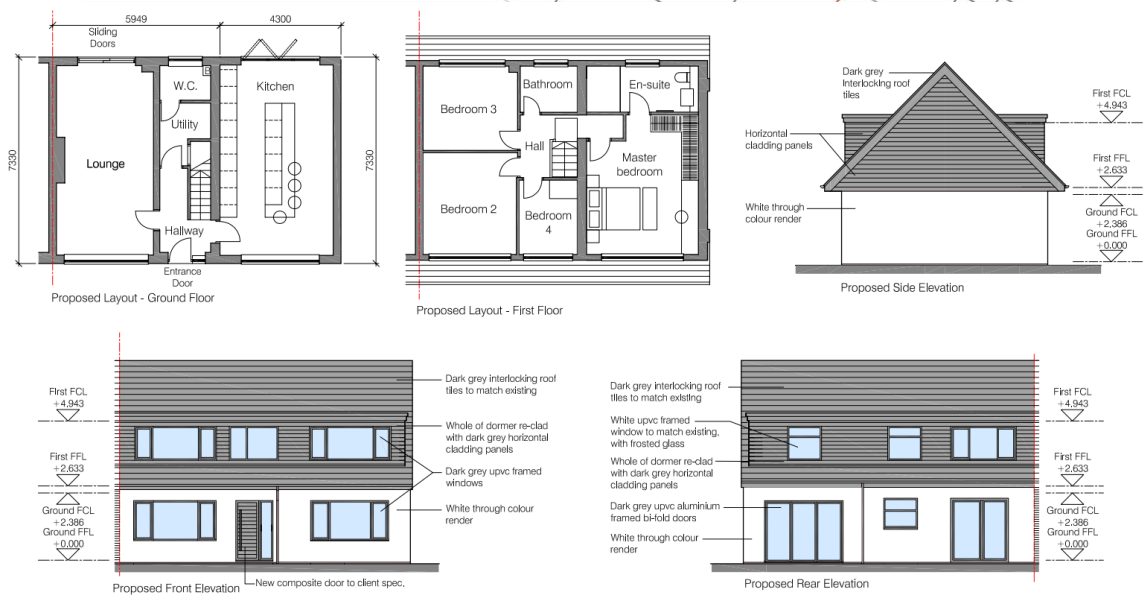 5949
4300
Sliding
Doors
W.C.
Kitchen
Utility
Lounge
7330
7330
Hallway
Entrance
Door
Proposed Layout - Ground Floor
Bathroom
En-suite
Bedroom 3
Hall
Master
bedroom
Bedroom 2
Bedroom
4
Proposed Layout - First Floor
Dark grey
Interlocking roof
tiles
First FCL
+4.943
Horizontal
cladding panels
First FFL
+2.633
White through
colour render
Ground FCL
+2,386
Ground FFL
+0.000
Proposed Side Elevation
First FCL
+4.943
First FFL
+2.633
Ground FCL
+2.386
Ground FFL
+0.000
Dark grey interlocking roof
tiles to match existing
Whole of dormer re-clad
with dark grey horizontal
cladding panels
Dark grey upvc framed
windows
White through colour
render
New composite door to client spec.
Proposed Front Elevation
Dark grey interlocking roof
tiles to match existing
White upvc framed
window to match existing,
with frosted glass
Whole of dormer re-clad
with dark grey horizontal
cladding panels
Dark grey upvc aluminium
framed bi-fold doors
White through colour
render
First FCL
+4.943
First FFL
+2.633
Ground FCL
+2.386
Ground FFL
+0.000
Proposed Rear Elevation